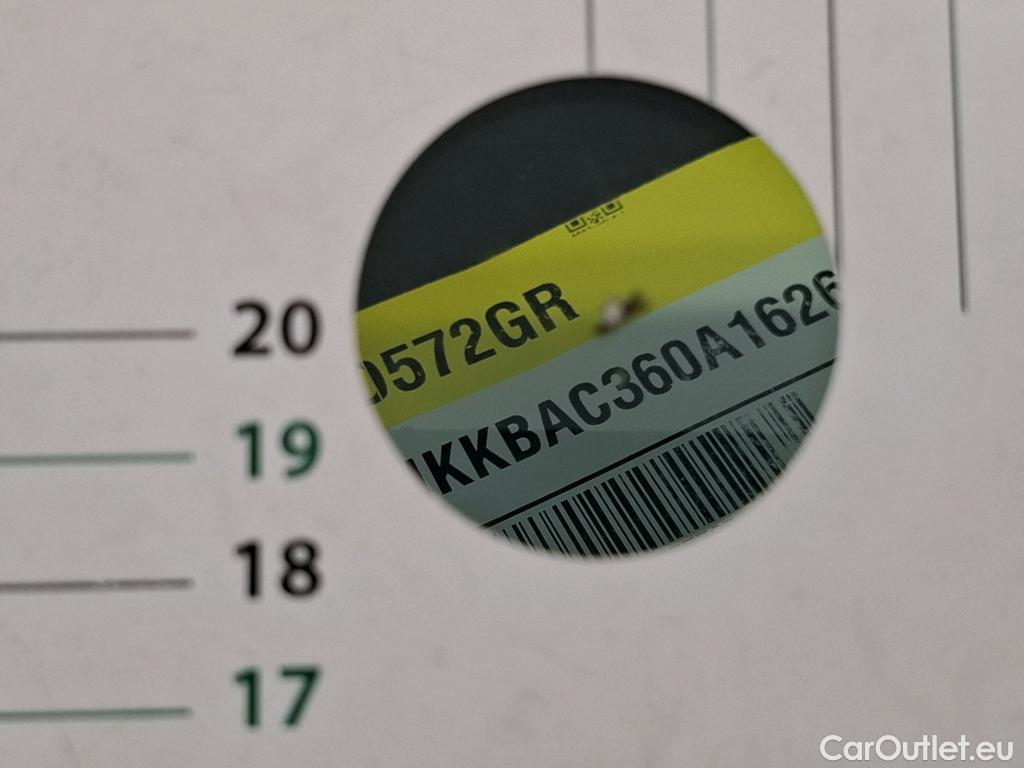 20
19
18
17
D572GR
KKBAC360A1626
CarOutlet.eu